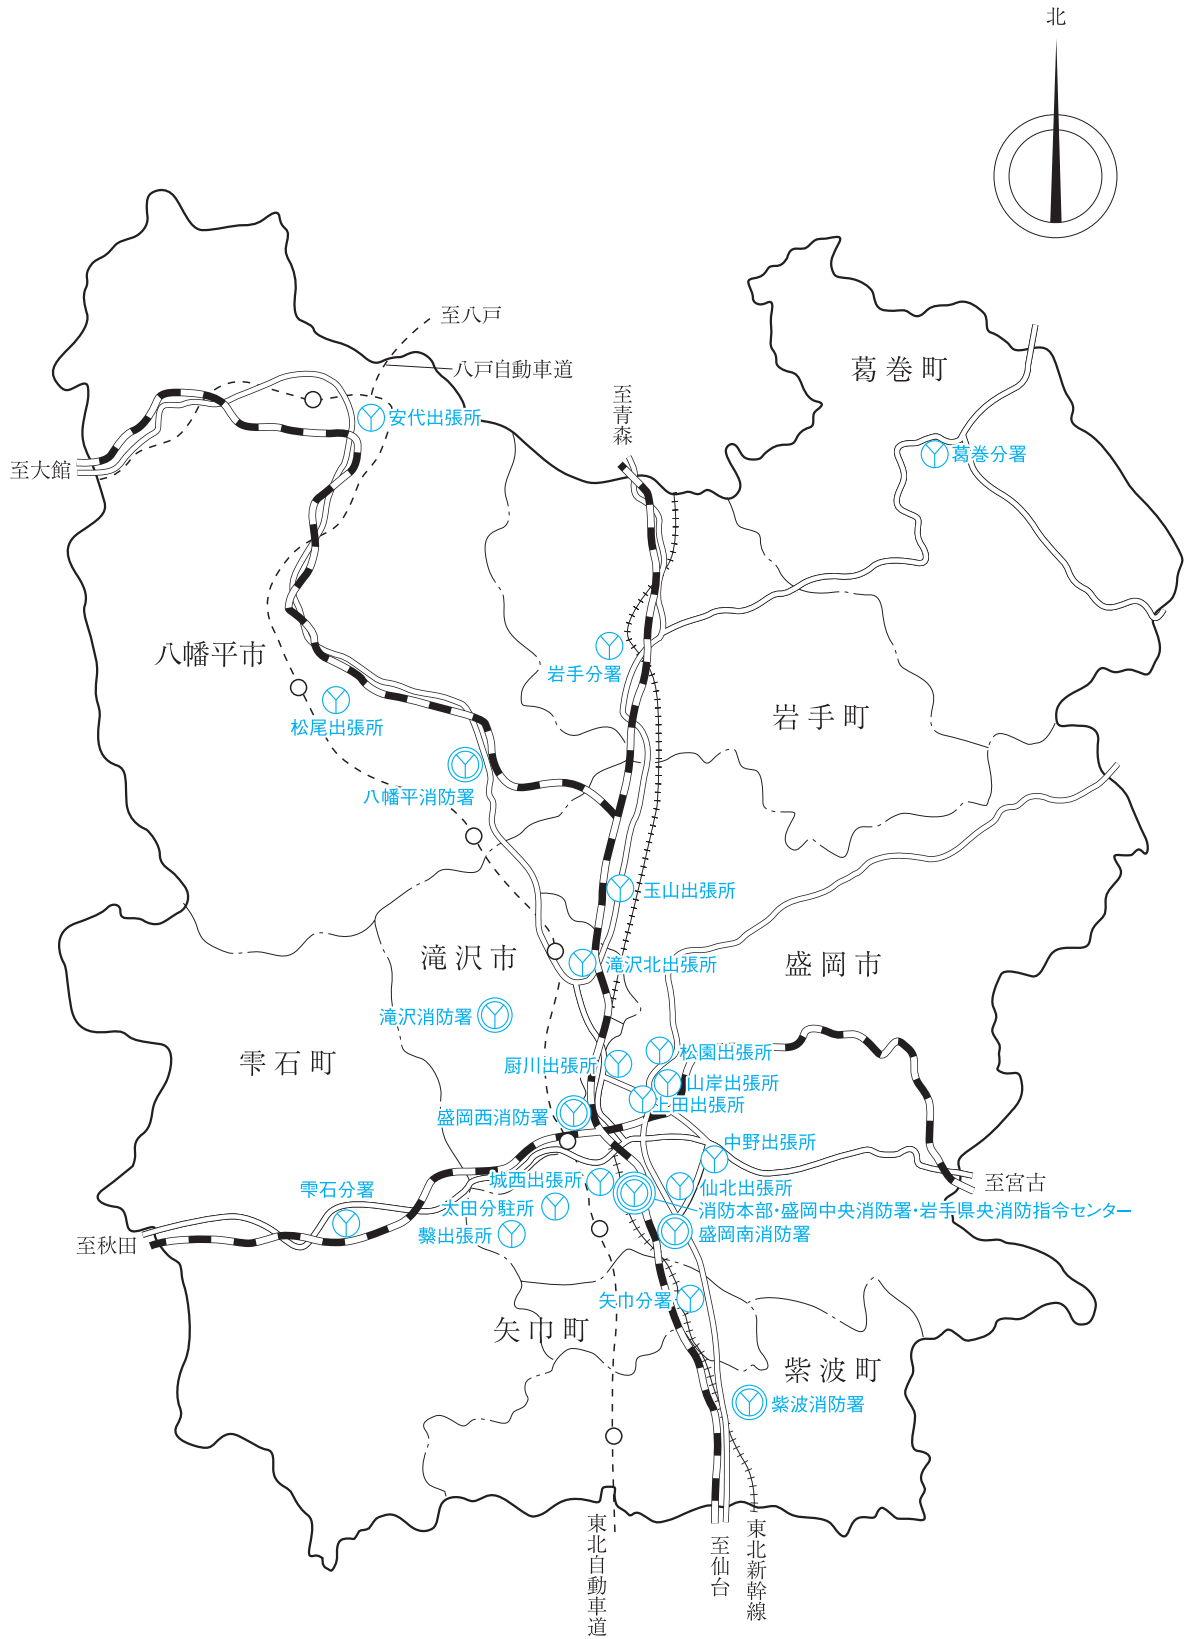 北
至八戸
八戸自動車道
葛巻町
至青森
安代出張所
葛巻分署
至大館
八幡平市
岩手分署
岩手町
松尾出張所
八幡平消防署
玉山出張所
滝沢市
滝沢北出張所
盛岡市
滝沢消防署
雫石町
松園出張所
厨川出張所
山岸出張所
上田出張所
盛岡西消防署
中野出張所
城西出張所
雫石分署
仙北出張所
至宮古
太田分駐所
消防本部・盛岡中央消防署・岩手県央消防指令センター
繋出張所
盛岡南消防署
至秋田
矢巾分署
矢巾町
紫波町
紫波消防署
東北自動車道
至仙台
東北新幹線